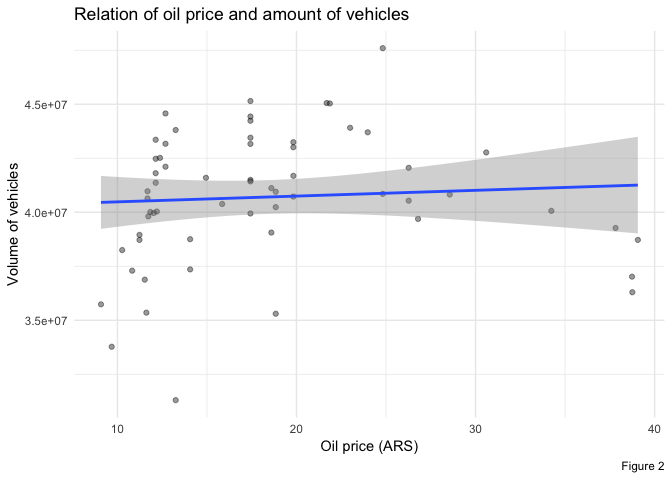 Relation of oil price and amount of vehicles
Volume of vehicles
4.5e+07
4.0e+07
3.5e+07
10 20 30 40
Oil price (ARS)
Figure 2